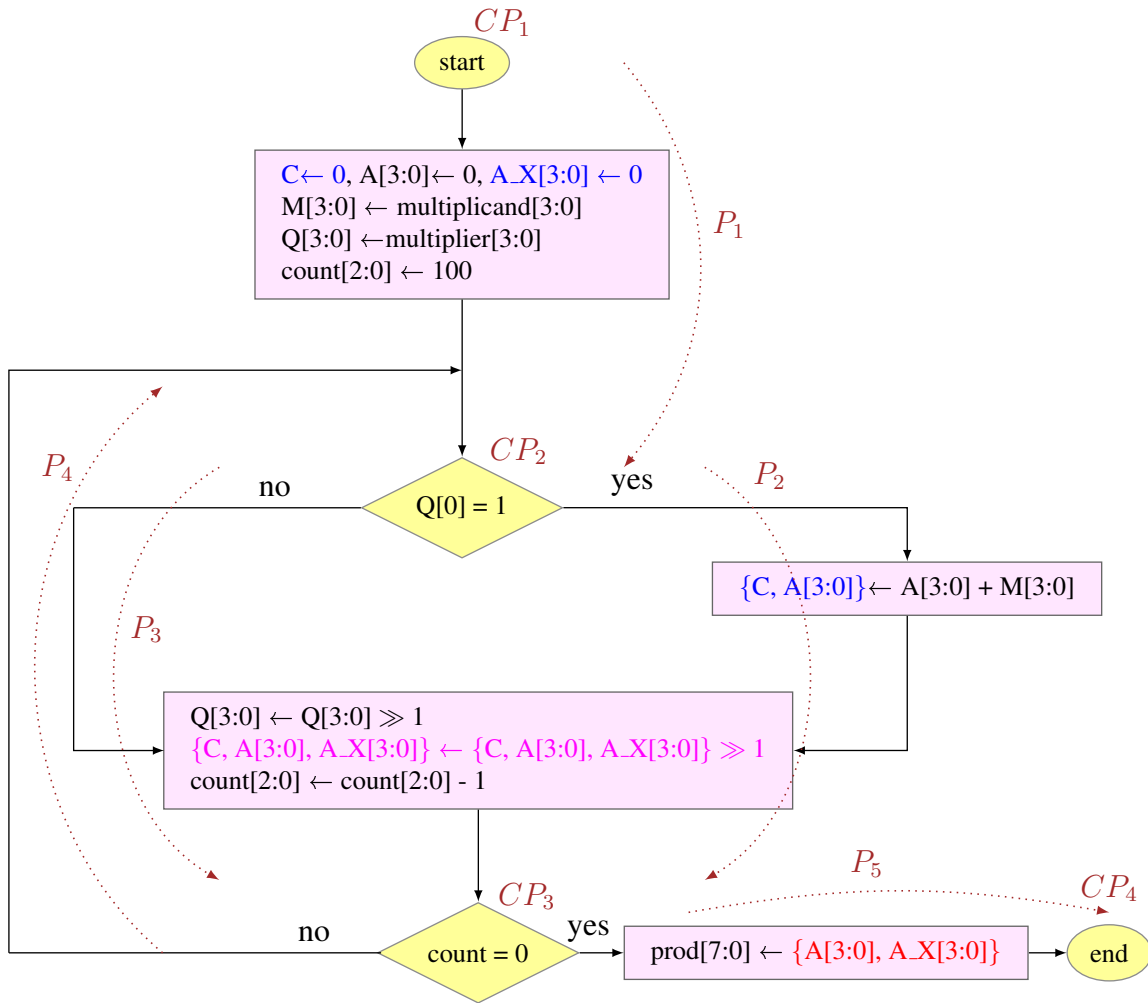 CP₁
start
C← 0, A[3:0]← 0, A_X[3:0] ← 0
M[3:0] ← multiplicand[3:0]
Q[3:0] ←multiplier[3:0]
count[2:0] ← 100
P₁
CP₂
P₄
no
yes
P₂
Q[0] = 1
{C, A[3:0]}← A[3:0] + M[3:0]
P₃
Q[3:0] ← Q[3:0] ≫ 1
{C, A[3:0], A_X[3:0]} ← {C, A[3:0], A_X[3:0]} ≫ 1
count[2:0] ← count[2:0] - 1
P₅
CP₃
CP₄
no
yes
count = 0
prod[7:0] ← {A[3:0], A_X[3:0]}
end